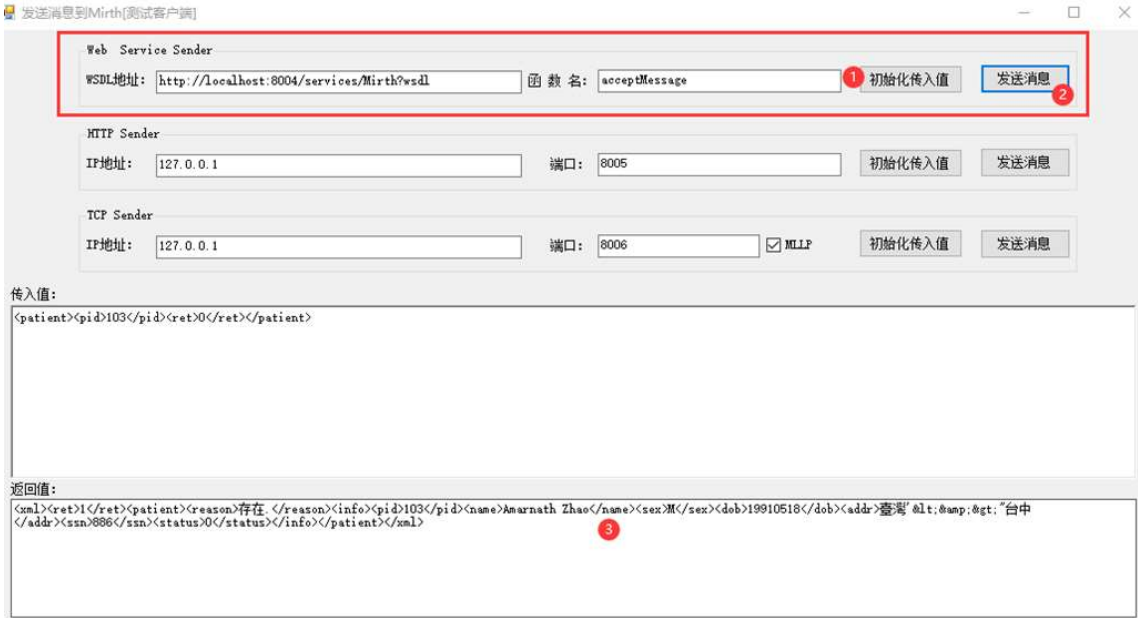 发送消息到Mirth[测试客户端]
Web Service Sender
WSDL地址: http://localhost:8004/services/Mirth?wsdl 函 数 名: acceptMessage 1 初始化传入值 发送消息 2
HTTP Sender
IP地址: 127.0.0.1 端口: 8005 初始化传入值 发送消息
TCP Sender
IP地址: 127.0.0.1 端口: 8006 MLLP 初始化传入值 发送消息
传入值:
<patient><pid>103</pid><ret>0</ret></patient>
返回值:
<xml><ret>1</ret><patient><reason>存在.</reason><info><pid>103</pid><name>Amarnath Zhao</name><sex>M</sex><dob>19910518</dob><addr>臺灣'&lt;&amp;&gt;"台中
</addr><ssn>886</ssn><status>0</status></info></patient></xml>
3